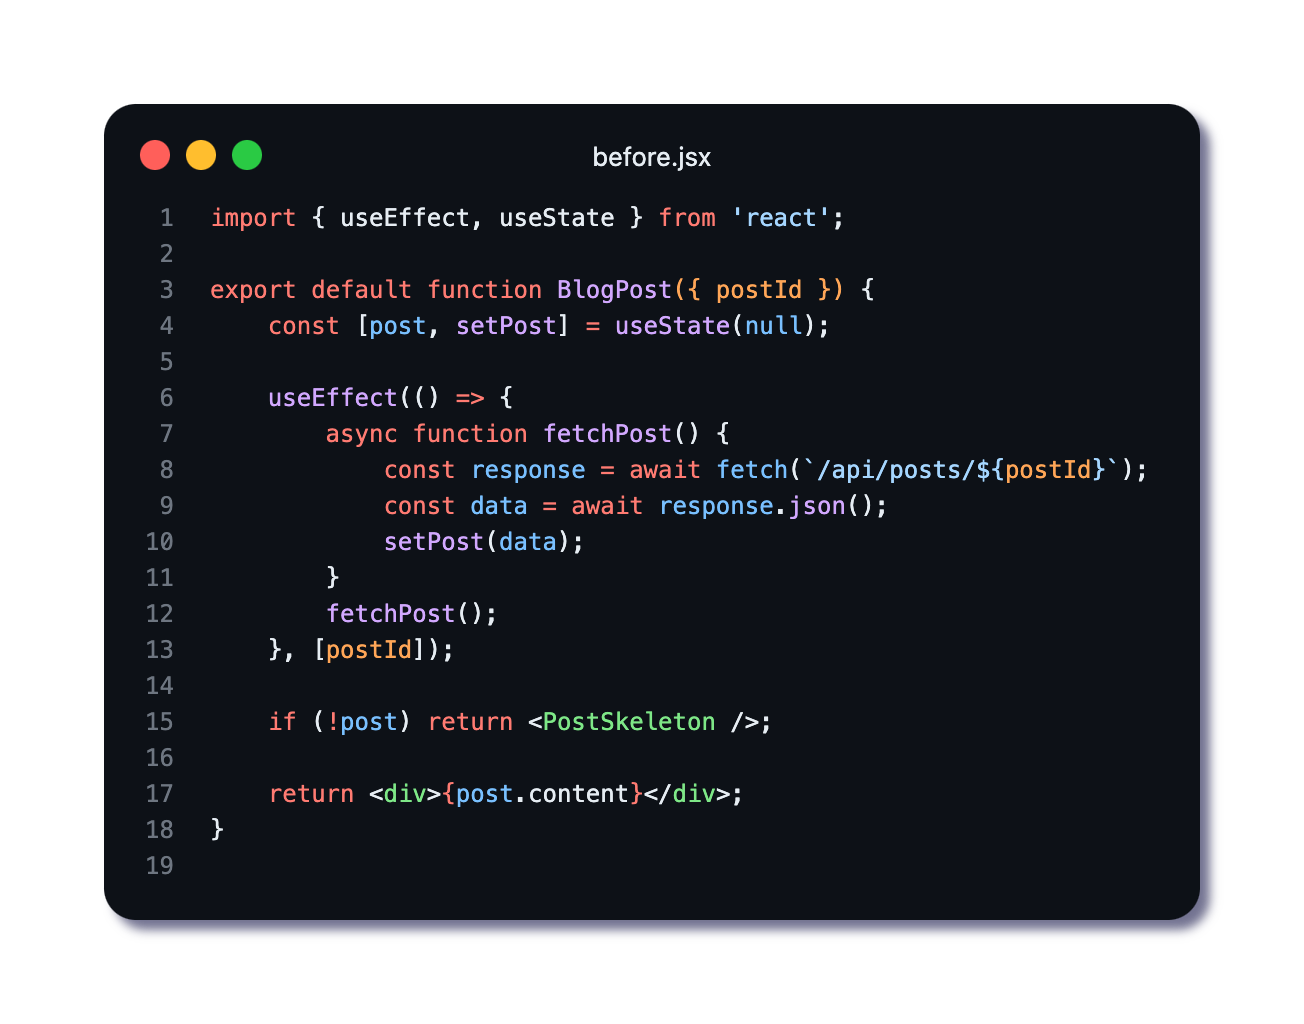 before.jsx
1 import { useEffect, useState } from 'react';
2
3 export default function BlogPost({ postId }) {
4     const [post, setPost] = useState(null);
5
6     useEffect(() => {
7         async function fetchPost() {
8             const response = await fetch(`/api/posts/${postId}`);
9             const data = await response.json();
10             setPost(data);
11         }
12         fetchPost();
13     }, [postId]);
14
15     if (!post) return <PostSkeleton />;
16
17     return <div>{post.content}</div>;
18 }
19